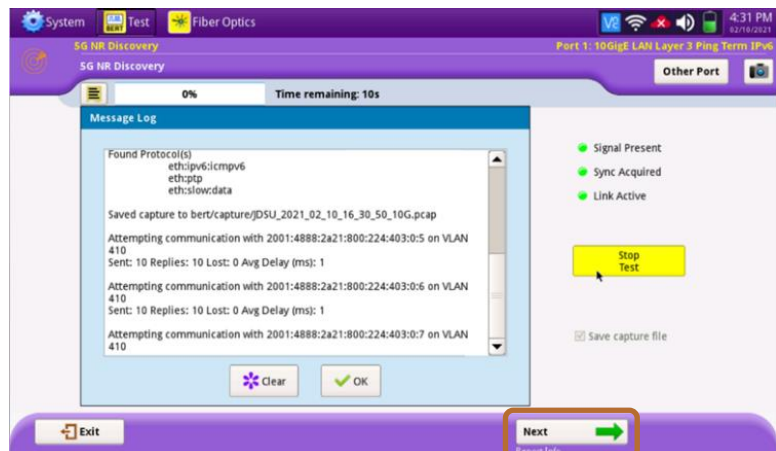 System
Test
Fiber Optics
V2
4:31 PM
02/10/2021
5G NR Discovery
Port 1: 10GigE LAN Layer 3 Ping Term IPv6
5G NR Discovery
Other Port
0%
Time remaining: 10s
Message Log
Found Protocol(s)
eth:ipv6:icmpv6
eth:ptp
eth:slow:data
Saved capture to bert/capture/JDSU_2021_02_10_16_30_50_10G.pcap
Attempting communication with 2001:4888:2a21:800:224:403:0:5 on VLAN
410
Sent: 10 Replies: 10 Lost: 0 Avg Delay (ms): 1
Attempting communication with 2001:4888:2a21:800:224:403:0:6 on VLAN
410
Sent: 10 Replies: 10 Lost: 0 Avg Delay (ms): 1
Attempting communication with 2001:4888:2a21:800:224:403:0:7 on VLAN
410
Clear
OK
Signal Present
Sync Acquired
Link Active
Stop
Test
Save capture file
Exit
Next